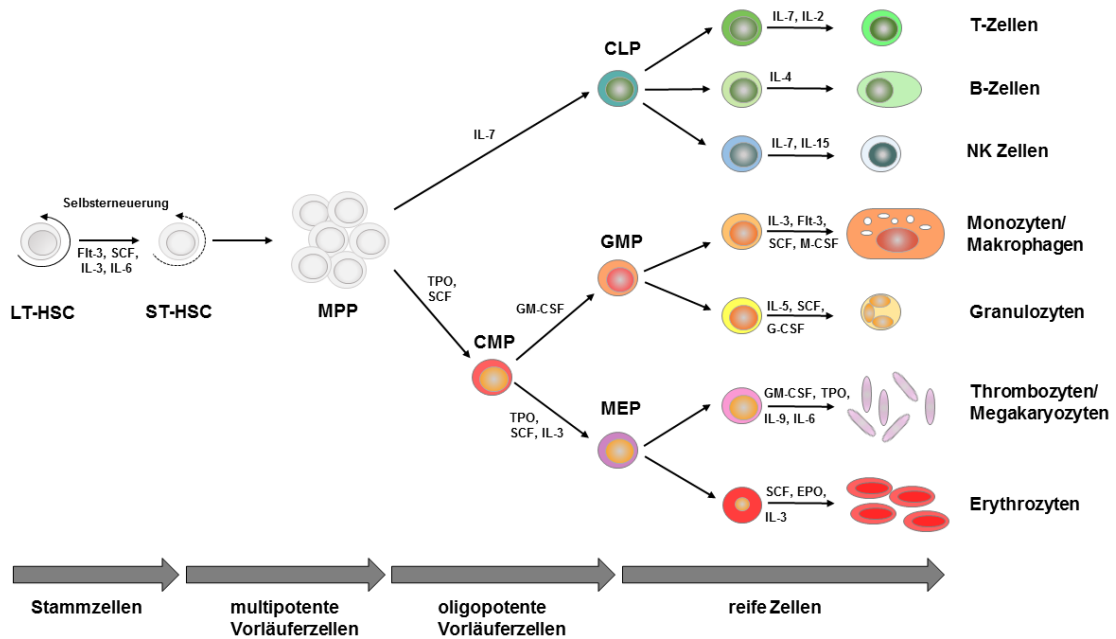 IL-7, IL-2
T-Zellen
CLP
IL-4
B-Zellen
IL-7
IL-7, IL-15
NK Zellen
Selbsterneuerung
Flt-3, SCF,
IL-3, IL-6
LT-HSC
ST-HSC
MPP
TPO,
SCF
GM-CSF
CMP
TPO,
SCF, IL-3
GMP
IL-3, Flt-3,
SCF, M-CSF
Monozyten/
Makrophagen
IL-5, SCF,
G-CSF
Granulozyten
MEP
GM-CSF, TPO,
IL-9, IL-6
Thrombozyten/
Megakaryozyten
SCF, EPO,
IL-3
Erythrozyten
Stammzellen
multipotente
Vorläuferzellen
oligopotente
Vorläuferzellen
reife Zellen